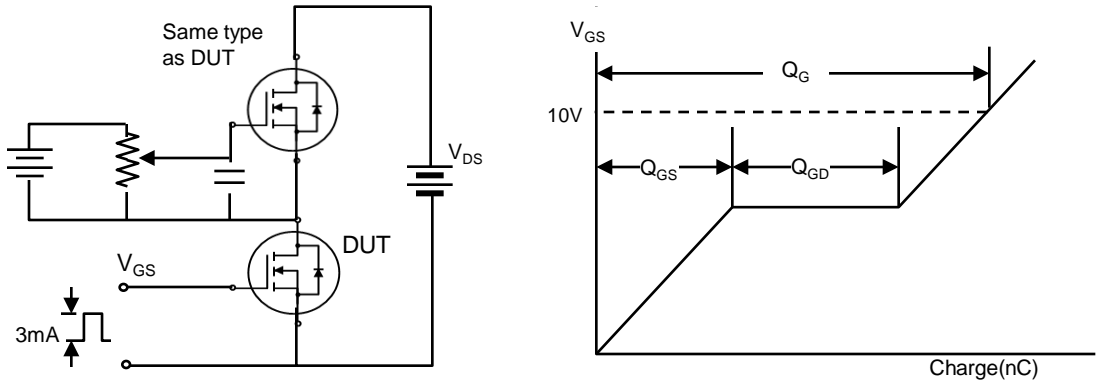 Same type
as DUT
V_DS
DUT
V_GS
3mA
V_GS
Q_G
10V
Q_GS
Q_GD
Charge(nC)